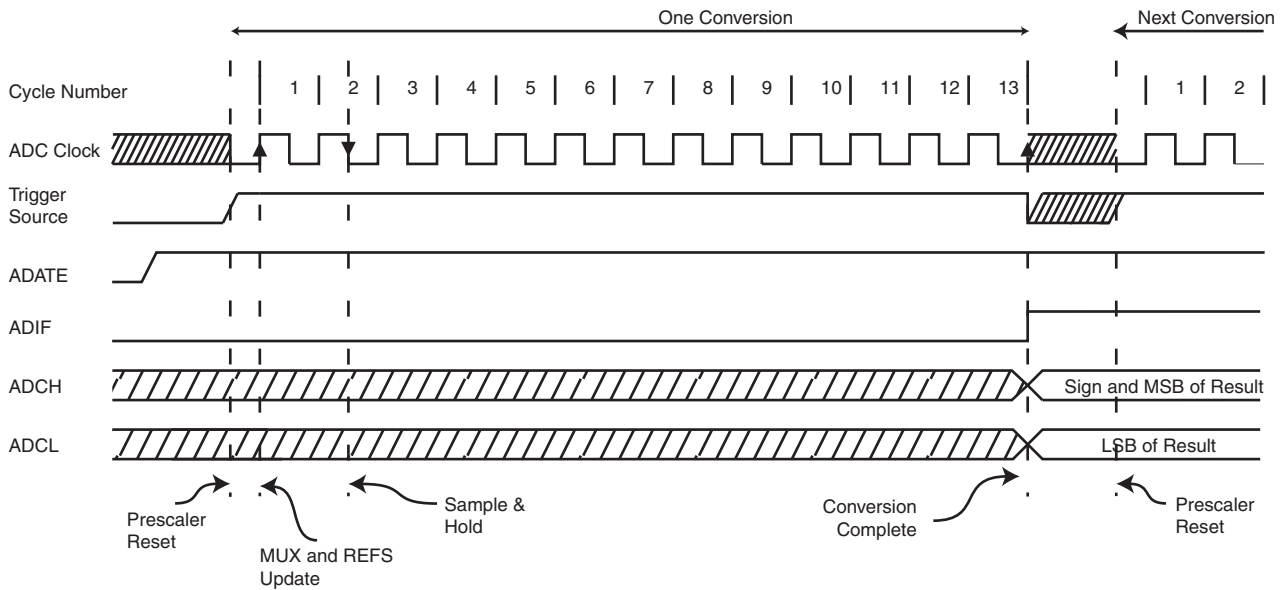 One Conversion
Next Conversion
Cycle Number
1 2 3 4 5 6 7 8 9 10 11 12 13 1 2
ADC Clock
Trigger
Source
ADATE
ADIF
ADCH
Sign and MSB of Result
ADCL
LSB of Result
Prescaler
Reset
MUX and REFS
Update
Sample &
Hold
Conversion
Complete
Prescaler
Reset